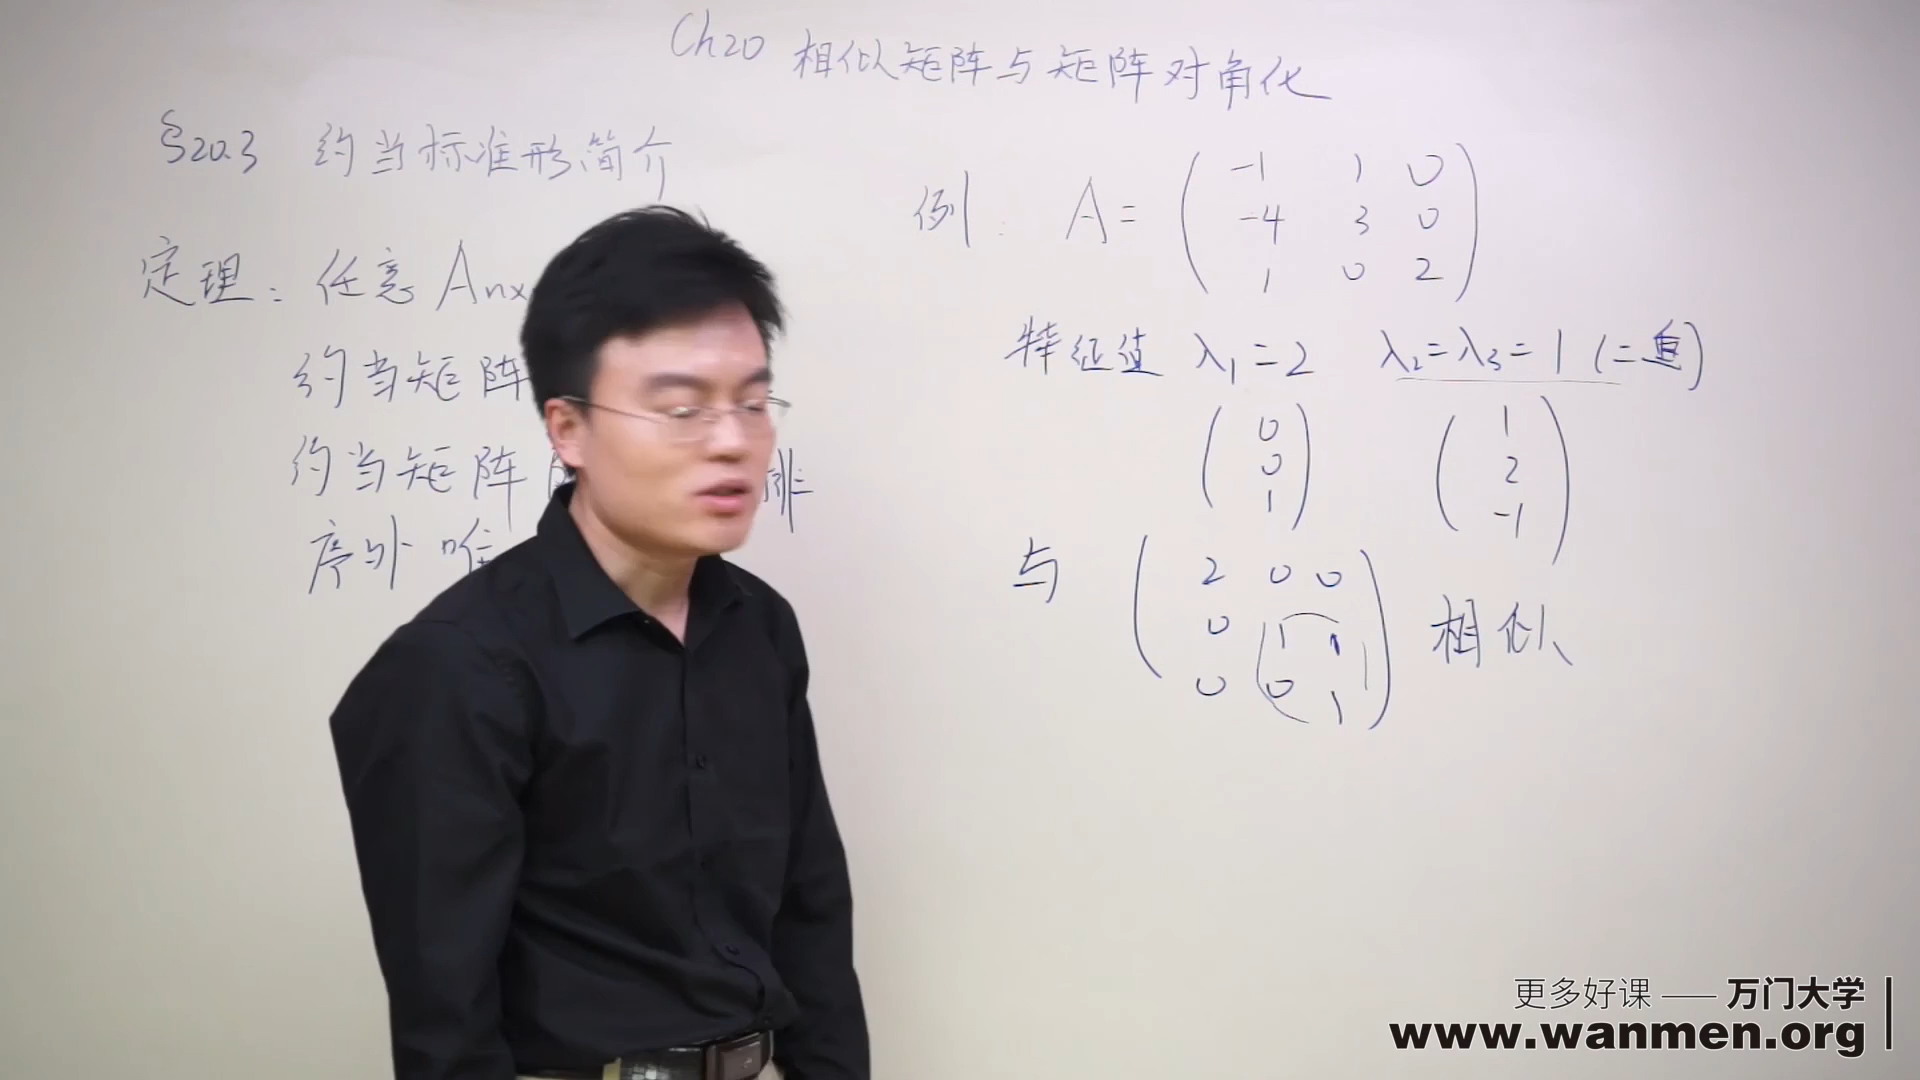 Ch20 相似矩阵与矩阵对角化
§20.3 约当标准形简介
定理：任意 Anx
约当矩阵
约当矩阵 排
序外唯
例：A = ( -1 1 0
-4 3 0
1 0 2 )
特征值 λ₁=2 λ₂=λ₃=1 (二重)
( 0 0 1 ) ( 1 2 -1 )
与 ( 2 0 0
0 1 1
0 0 1 ) 相似
更多好课 —— 万门大学
www.wanmen.org